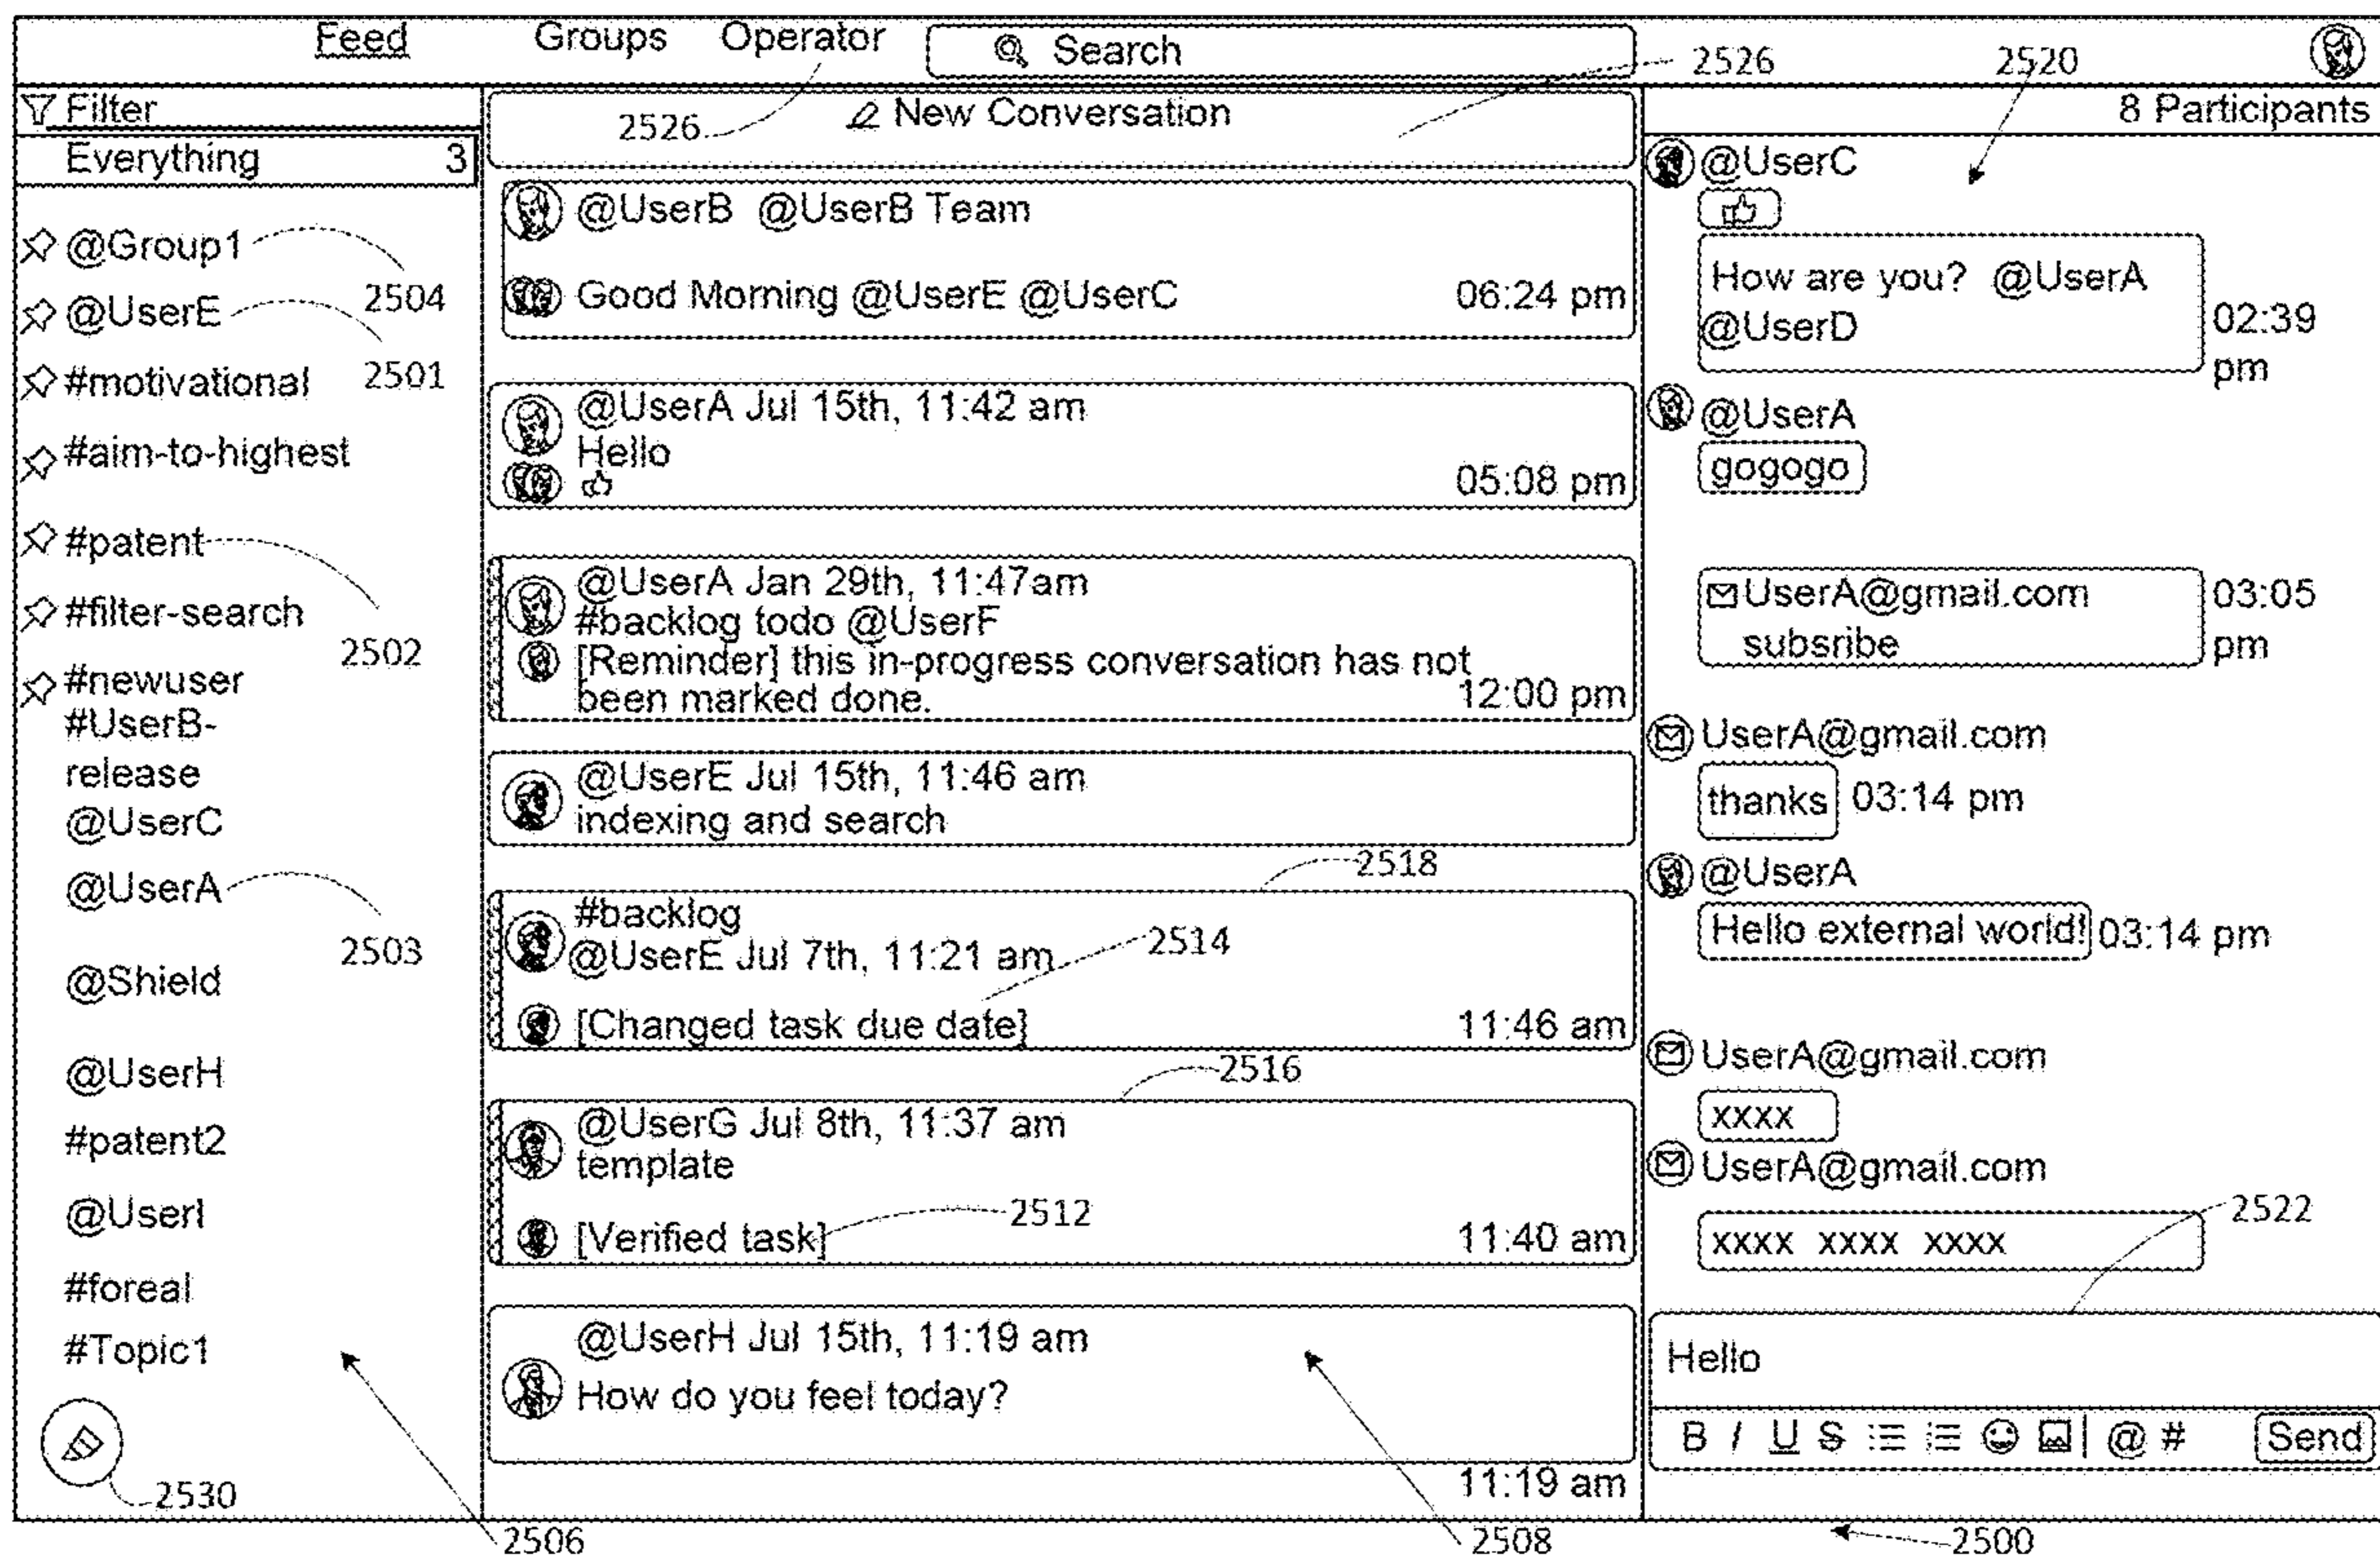 Feed Groups Operator Search
2526 2520
Filter
Everything 3
@Group1
2504
@UserE
2501
#motivational
#aim-to-highest
#patent
#filter-search
2502
#newuser
#UserB-
release
@UserC
@UserA
2503
@Shield
@UserH
#patent2
@UserI
#foreal
#Topic1
2530
2506
New Conversation
2526
@UserB @UserB Team
Good Morning @UserE @UserC 06:24 pm
@UserA Jul 15th, 11:42 am
Hello
05:08 pm
@UserA Jan 29th, 11:47am
#backlog todo @UserF
[Reminder] this in-progress conversation has not
been marked done. 12:00 pm
@UserE Jul 15th, 11:46 am
indexing and search
2518
#backlog
@UserE Jul 7th, 11:21 am
2514
[Changed task due date] 11:46 am
2516
@UserG Jul 8th, 11:37 am
template
2512
[Verified task] 11:40 am
@UserH Jul 15th, 11:19 am
How do you feel today?
11:19 am
2508
8 Participants
@UserC
How are you? @UserA
@UserD
02:39
pm
@UserA
gogogo
UserA@gmail.com
subsribe
03:05
pm
UserA@gmail.com
thanks 03:14 pm
@UserA
Hello external world! 03:14 pm
UserA@gmail.com
xxxx
UserA@gmail.com
2522
xxxx xxxx xxxx
Hello
B I U S @ # Send
2500